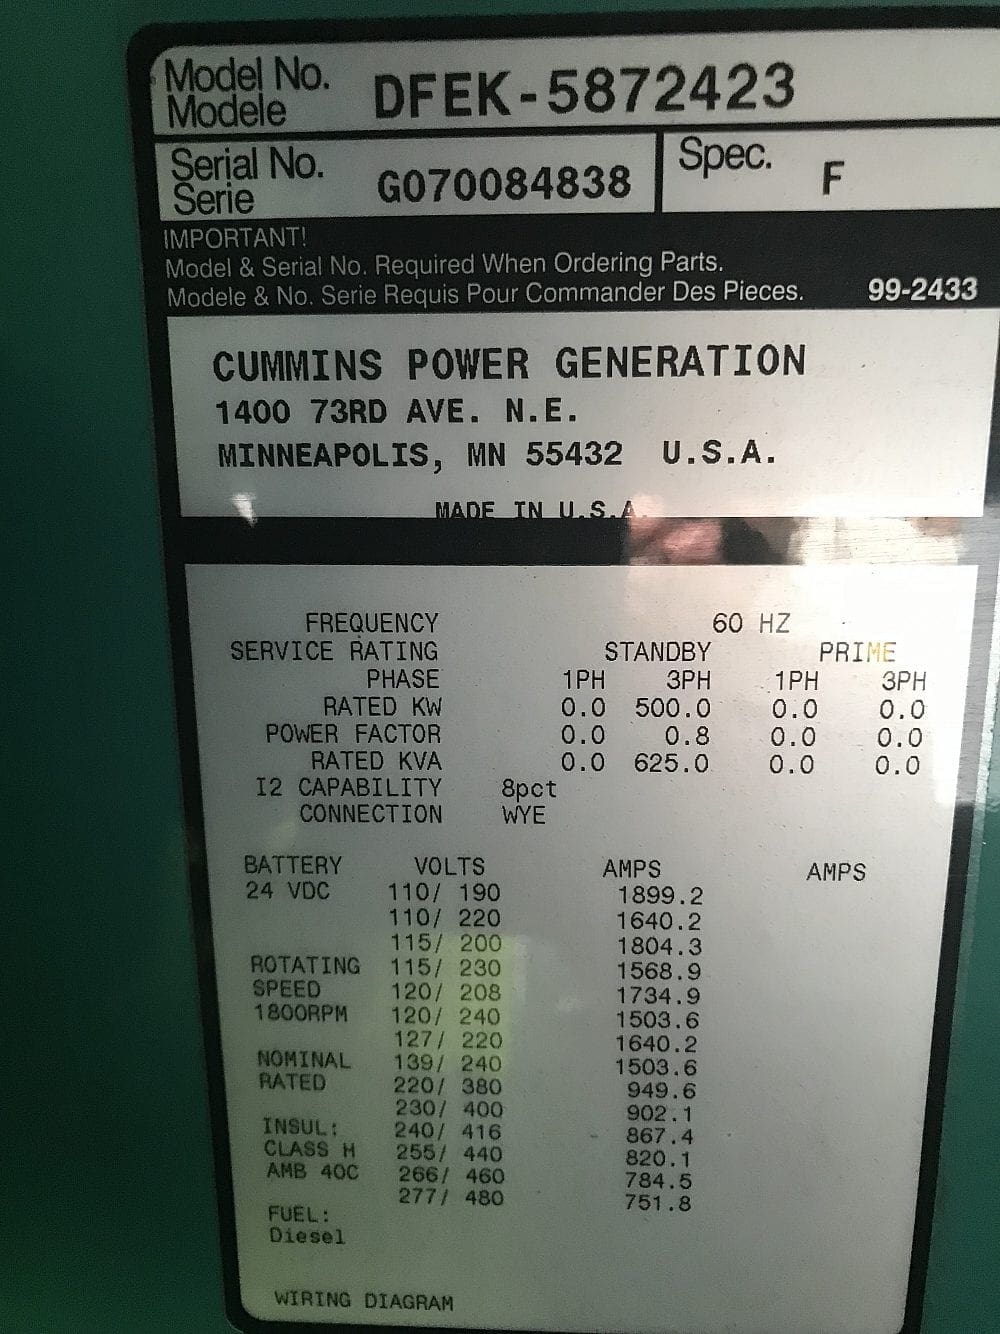 Model No. DFEK-5872423
Modele
Serial No. G070084838 Spec. F
Serie
IMPORTANT!
Model & Serial No. Required When Ordering Parts.
Modele & No. Serie Requis Pour Commander Des Pieces. 99-2433
CUMMINS POWER GENERATION
1400 73RD AVE. N.E.
MINNEAPOLIS, MN 55432 U.S.A.
MADE IN U.S.A.
FREQUENCY 60 HZ
SERVICE RATING STANDBY PRIME
PHASE 1PH 3PH 1PH 3PH
RATED KW 0.0 500.0 0.0 0.0
POWER FACTOR 0.0 0.8 0.0 0.0
RATED KVA 0.0 625.0 0.0 0.0
I2 CAPABILITY 8pct
CONNECTION WYE
BATTERY VOLTS AMPS AMPS
24 VDC 110/ 190 1899.2
110/ 220 1640.2
115/ 200 1804.3
ROTATING 115/ 230 1568.9
SPEED 120/ 208 1734.9
1800RPM 120/ 240 1503.6
127/ 220 1640.2
NOMINAL 139/ 240 1503.6
RATED 220/ 380 949.6
230/ 400 902.1
INSUL: 240/ 416 867.4
CLASS H 255/ 440 820.1
AMB 40C 266/ 460 784.5
277/ 480 751.8
FUEL:
Diesel
WIRING DIAGRAM